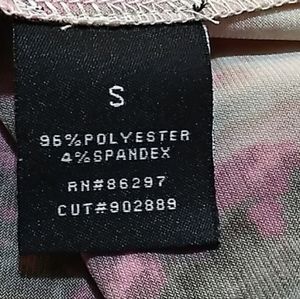 S
96%POLYESTER
4%SPANDEX
RN#86297
CUT#902889